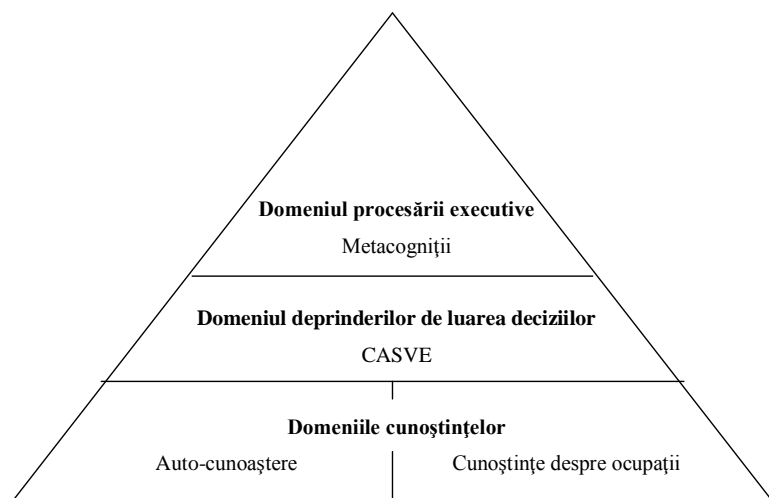 Domeniul procesării executive
Metacogniţii
Domeniul deprinderilor de luarea deciziilor
CASVE
Domeniile cunoştinţelor
Auto-cunoaştere Cunoştinţe despre ocupaţii